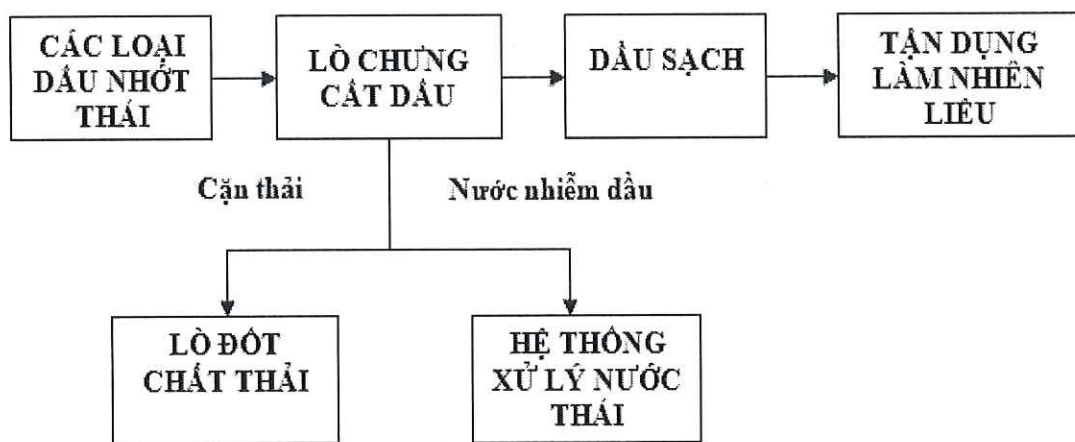 CÁC LOẠI
DẦU NHỚT
THẢI
LÒ CHƯNG
CẤT DẦU
DẦU SẠCH
TẬN DỤNG
LÀM NHIÊN
LIỆU
Cặn thải
Nước nhiễm dầu
LÒ ĐỐT
CHẤT THẢI
HỆ THỐNG
XỬ LÝ NƯỚC
THẢI